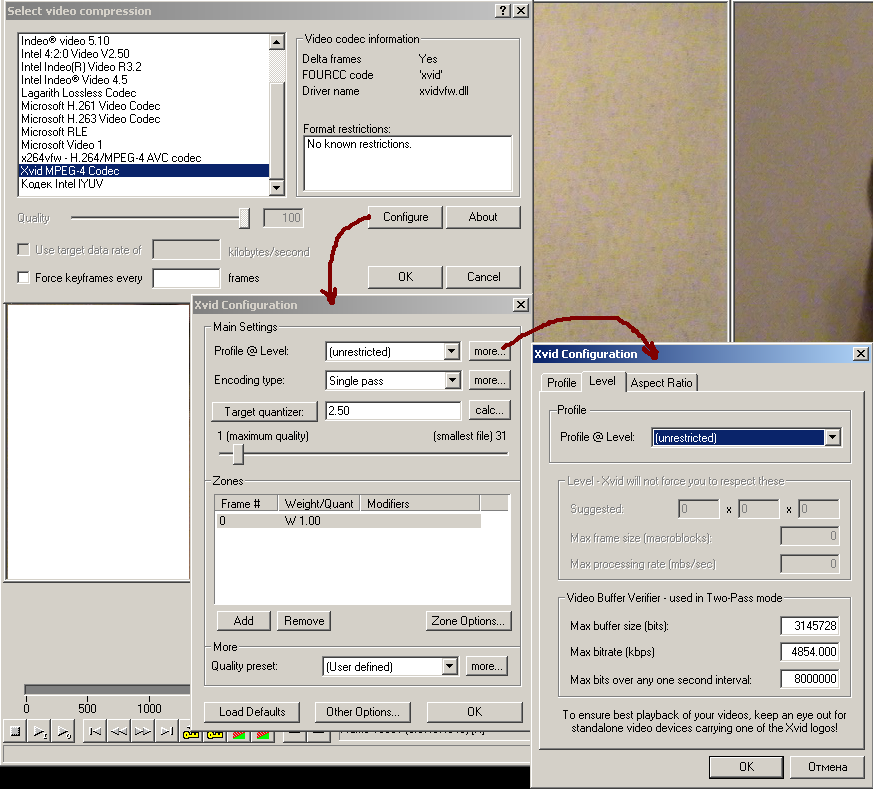 Select video compression
Indeo® video 5.10
Intel 4:2:0 Video V2.50
Intel Indeo(R) Video R3.2
Intel Indeo® Video 4.5
Lagarith Lossless Codec
Microsoft H.261 Video Codec
Microsoft H.263 Video Codec
Microsoft RLE
Microsoft Video 1
x264vfw - H.264/MPEG-4 AVC codec
Xvid MPEG-4 Codec
Кодек Intel IYUV
Video codec information
Delta frames Yes
FOURCC code 'xvid'
Driver name xvidvfw.dll
Format restrictions:
No known restrictions.
Quality 100
Configure About
Use target data rate of kilobytes/second
Force keyframes every frames
OK Cancel
Xvid Configuration
Main Settings
Profile @ Level: (unrestricted) more...
Encoding type: Single pass more...
Target quantizer: 2.50 calc...
1 (maximum quality) (smallest file) 31
Zones
Frame # Weight/Quant Modifiers
0 W 1.00
Add Remove Zone Options...
More
Quality preset: (User defined) more...
Load Defaults Other Options... OK
0 500 1000
Xvid Configuration
Profile Level Aspect Ratio
Profile
Profile @ Level: (unrestricted)
Level - Xvid will not force you to respect these
Suggested: 0 x 0 x 0
Max frame size (macroblocks): 0
Max processing rate (mbs/sec) 0
Video Buffer Verifier - used in Two-Pass mode
Max buffer size (bits): 3145728
Max bitrate (kbps) 4854.000
Max bits over any one second interval: 8000000
To ensure best playback of your videos, keep an eye out for
standalone video devices carrying one of the Xvid logos!
OK Отмена